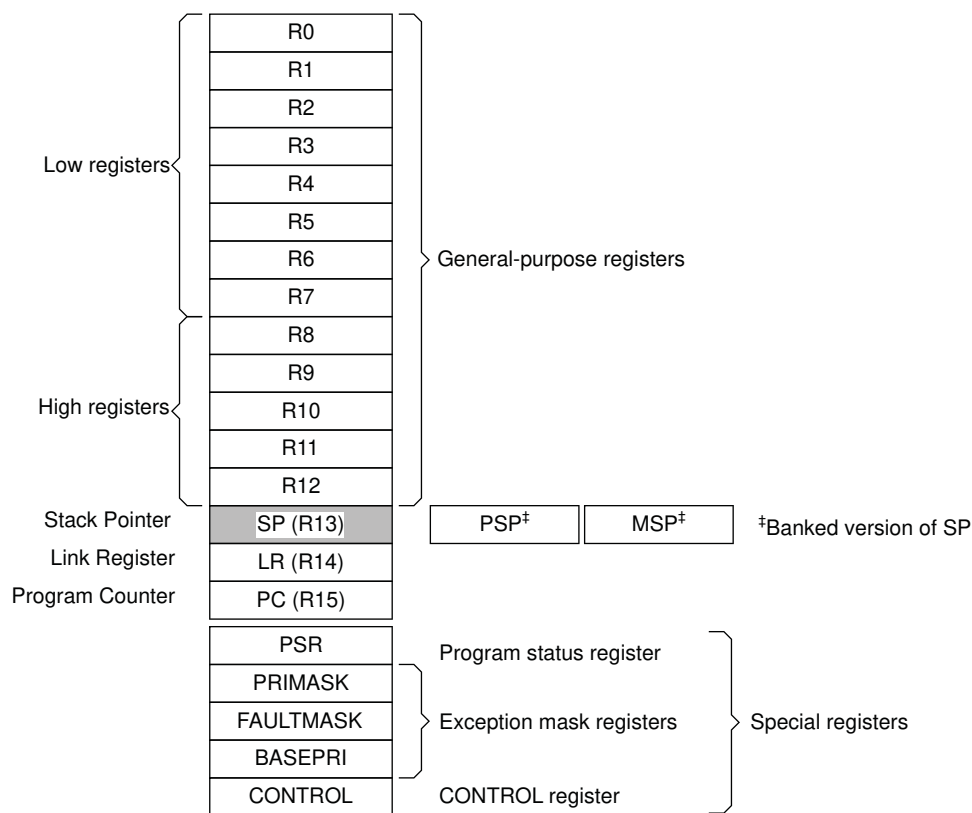 R0
R1
R2
Low registers
R3
R4
R5
R6
General-purpose registers
R7
R8
R9
High registers
R10
R11
R12
Stack Pointer
SP (R13)
PSP‡
MSP‡
‡Banked version of SP
Link Register
LR (R14)
Program Counter
PC (R15)
PSR
Program status register
PRIMASK
FAULTMASK
Exception mask registers
Special registers
BASEPRI
CONTROL
CONTROL register